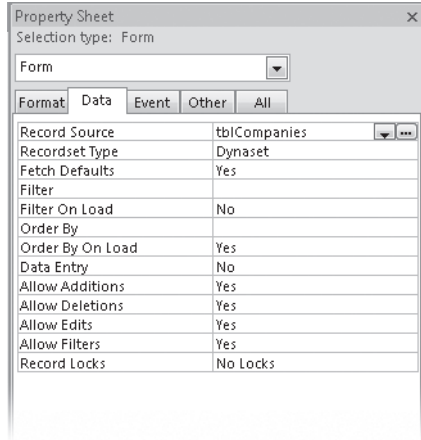 Property Sheet
Selection type: Form
Form
Format Data Event Other All
Record Source tblCompanies
Recordset Type Dynaset
Fetch Defaults Yes
Filter
Filter On Load No
Order By
Order By On Load Yes
Data Entry No
Allow Additions Yes
Allow Deletions Yes
Allow Edits Yes
Allow Filters Yes
Record Locks No Locks